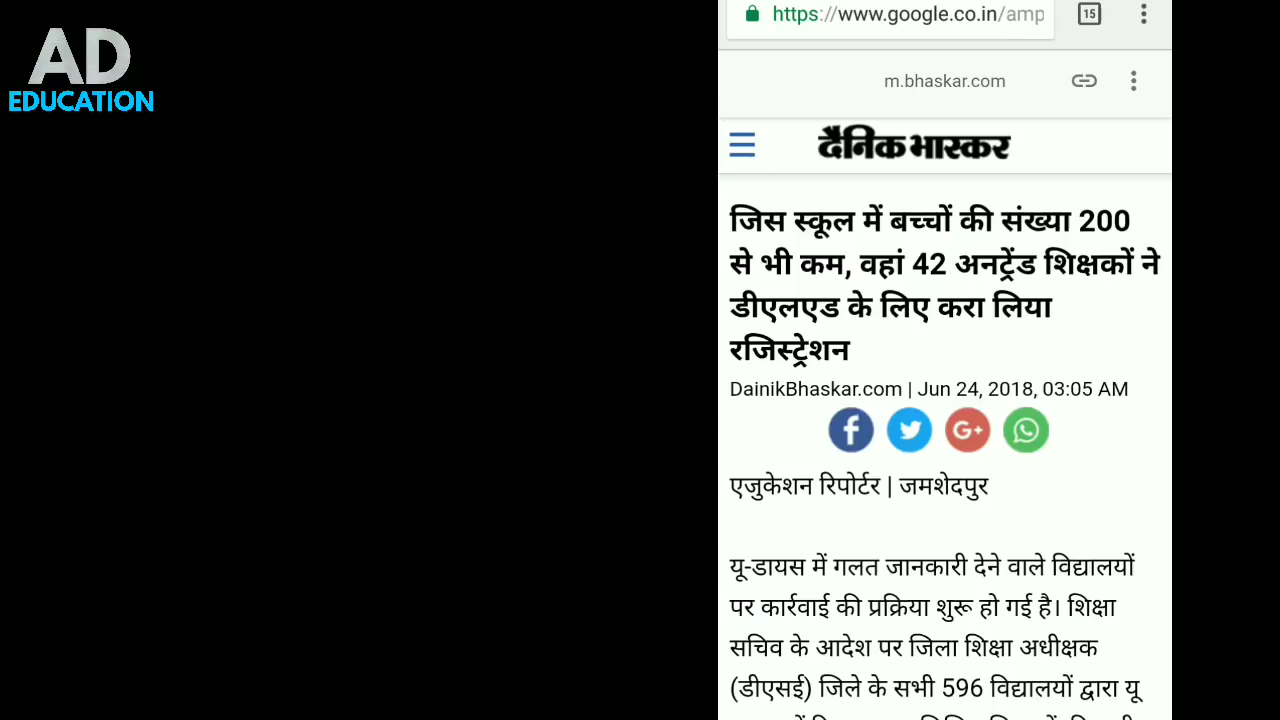 AD
EDUCATION
https://www.google.co.in/amp
15
m.bhaskar.com
दैनिक भास्कर
जिस स्कूल में बच्चों की संख्या 200
से भी कम, वहां 42 अनट्रेंड शिक्षकों ने
डीएलएड के लिए करा लिया
रजिस्ट्रेशन
DainikBhaskar.com | Jun 24, 2018, 03:05 AM
एजुकेशन रिपोर्टर | जमशेदपुर
यू-डायस में गलत जानकारी देने वाले विद्यालयों
पर कार्रवाई की प्रक्रिया शुरू हो गई है। शिक्षा
सचिव के आदेश पर जिला शिक्षा अधीक्षक
(डीएसई) जिले के सभी 596 विद्यालयों द्वारा यू